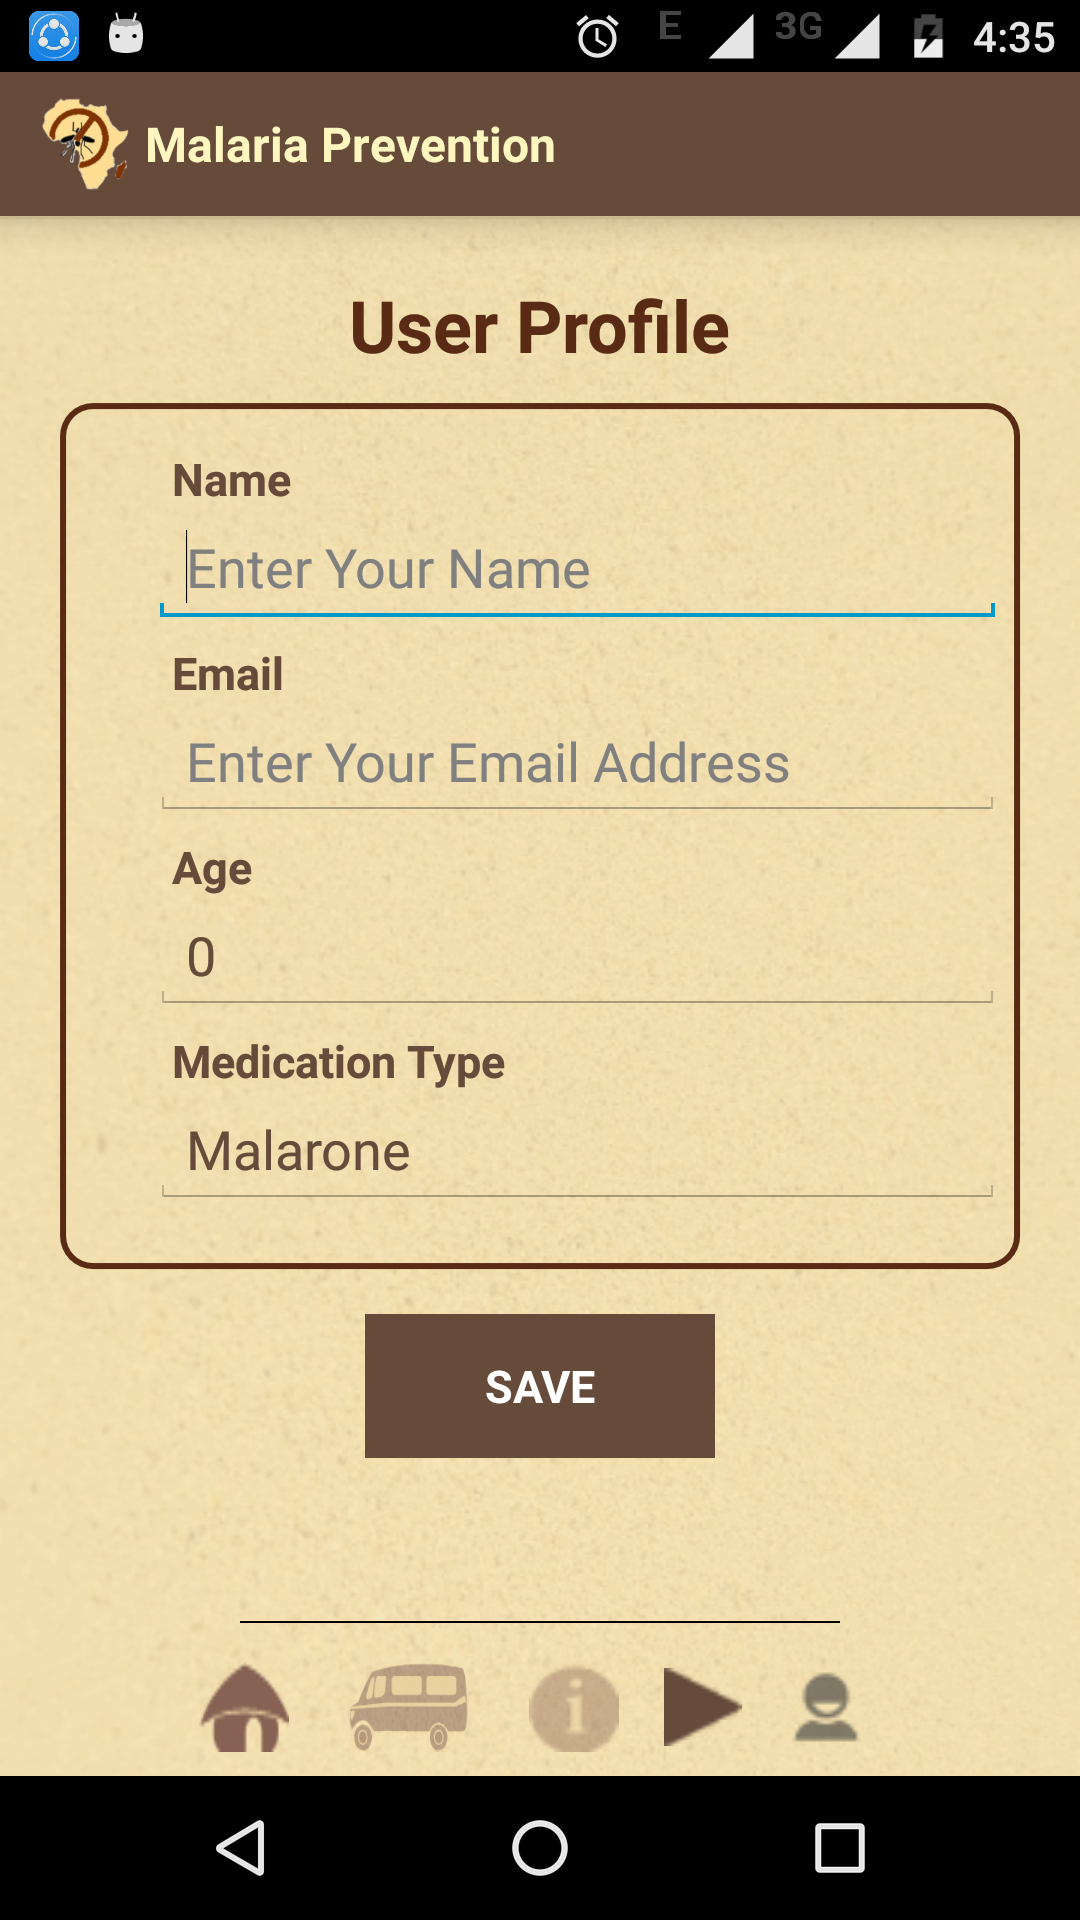 E 3G 4:35
Malaria Prevention
User Profile
Name
Enter Your Name
Email
Enter Your Email Address
Age
0
Medication Type
Malarone
SAVE
i